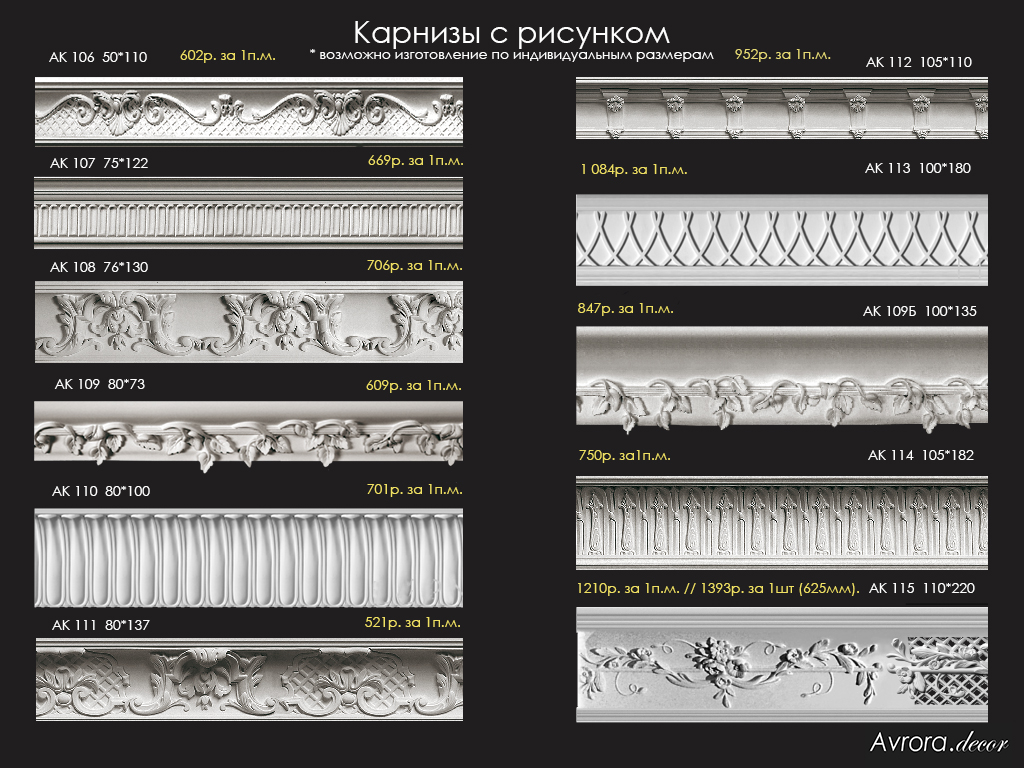 Карнизы с рисунком
* возможно изготовление по индивидуальным размерам
АК 106 50*110 602р. за 1п.м.
АК 107 75*122 669р. за 1п.м.
АК 108 76*130 706р. за 1п.м.
АК 109 80*73 609р. за 1п.м.
АК 110 80*100 701р. за 1п.м.
АК 111 80*137 521р. за 1п.м.
952р. за 1п.м. АК 112 105*110
1 084р. за 1п.м. АК 113 100*180
847р. за 1п.м. АК 109Б 100*135
750р. за1п.м. АК 114 105*182
1210р. за 1п.м. // 1393р. за 1шт (625мм). АК 115 110*220
Avrora.decor